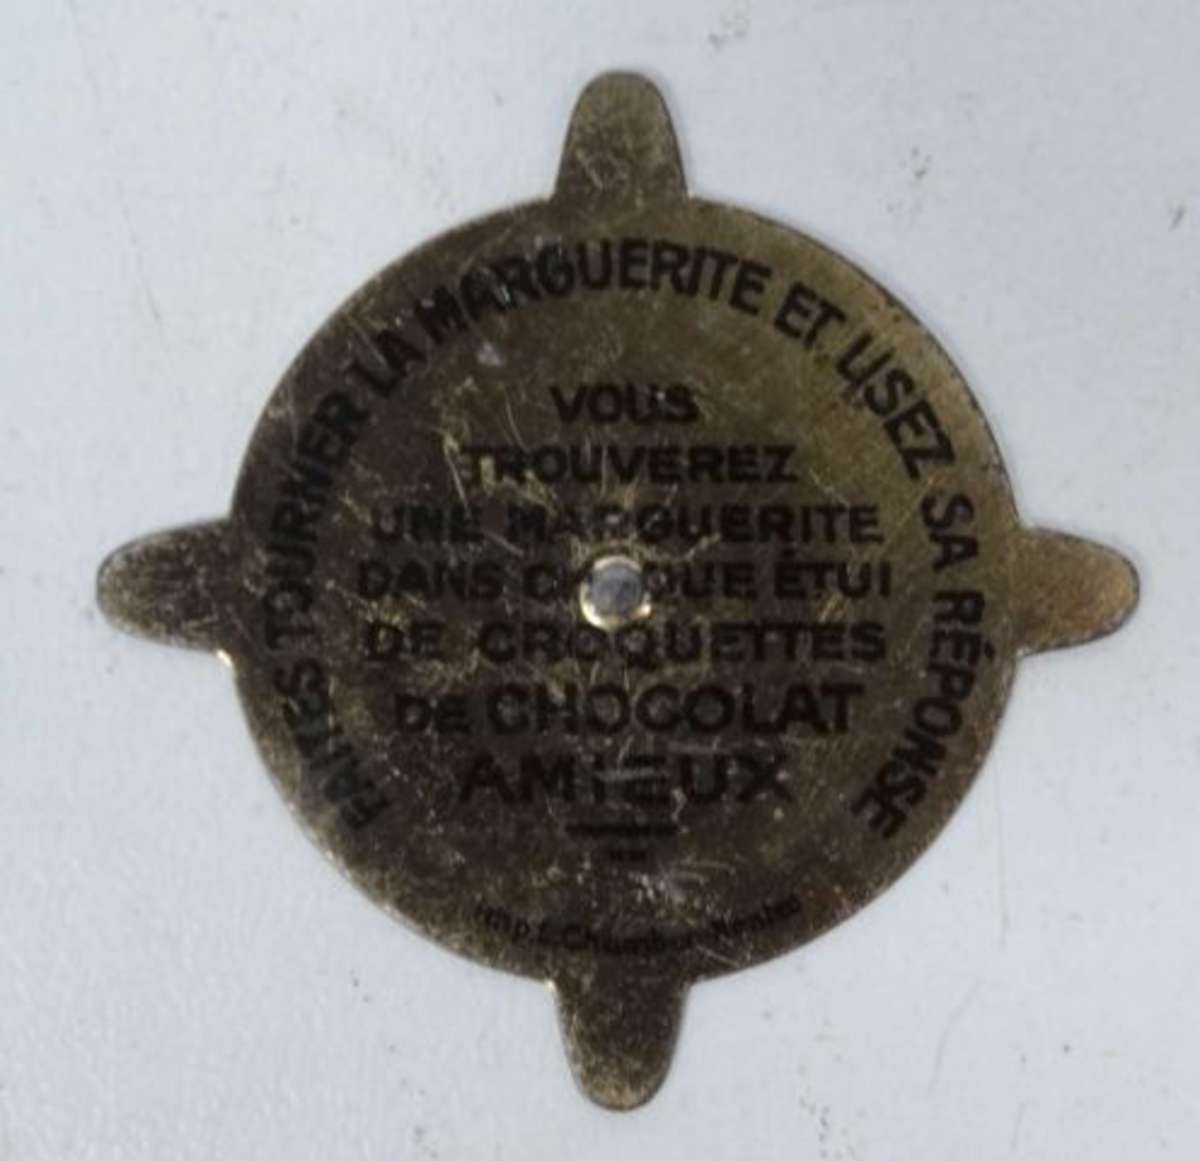 FAITES TOURNER LA MARGUERITE ET LISEZ SA RÉPONSE
VOUS
TROUVEREZ
UNE MARGUERITE
DANS CHAQUE ÉTUI
DE CROQUETTES
DE CHOCOLAT
AMIEUX
Imp. L.